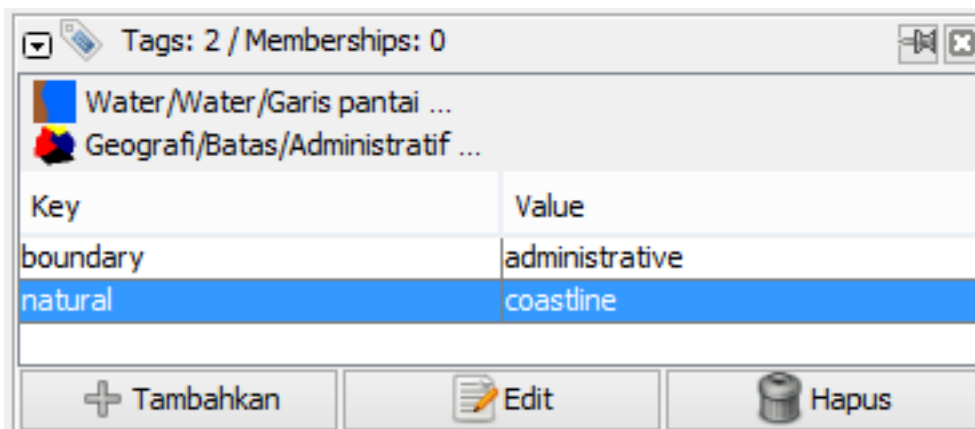 Tags: 2 / Memberships: 0
Water/Water/Garis pantai ...
Geografi/Batas/Administratif ...
Key Value
boundary administrative
natural coastline
Tambahkan Edit Hapus